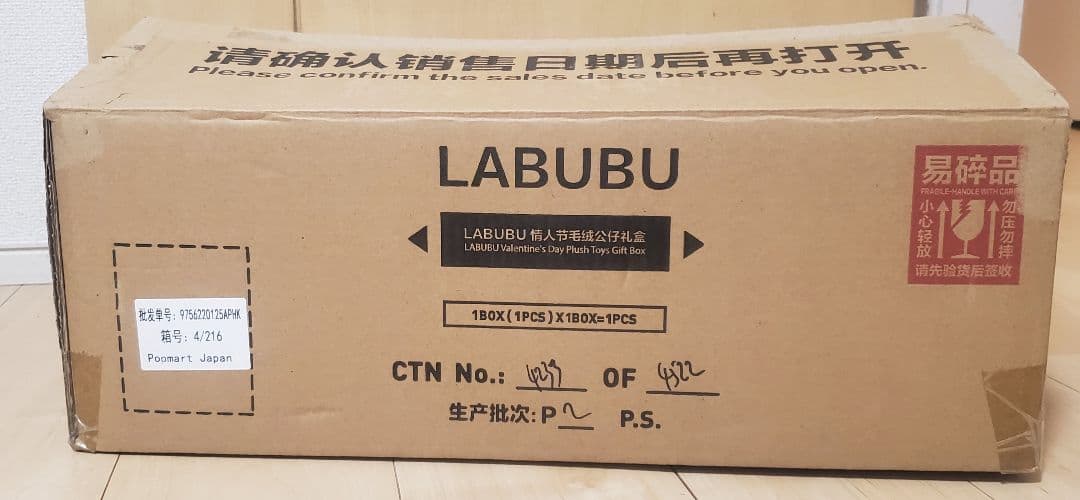 请确认销售日期后再打开
Please confirm the sales date before you open.
LABUBU
LABUBU 情人节毛绒公仔礼盒
LABUBU Valentine's Day Plush Toys Gift Box
1BOX(1PCS)X1BOX=1PCS
CTN No.: 4239 OF 4522
生产批次: P 2 P.S.
批发单号: 9756220125APHK
箱号: 4/216
Poomart Japan
易碎品
FRAGILE-HANDLE WITH CARE
小心轻放
勿压勿摔
请先验货后签收